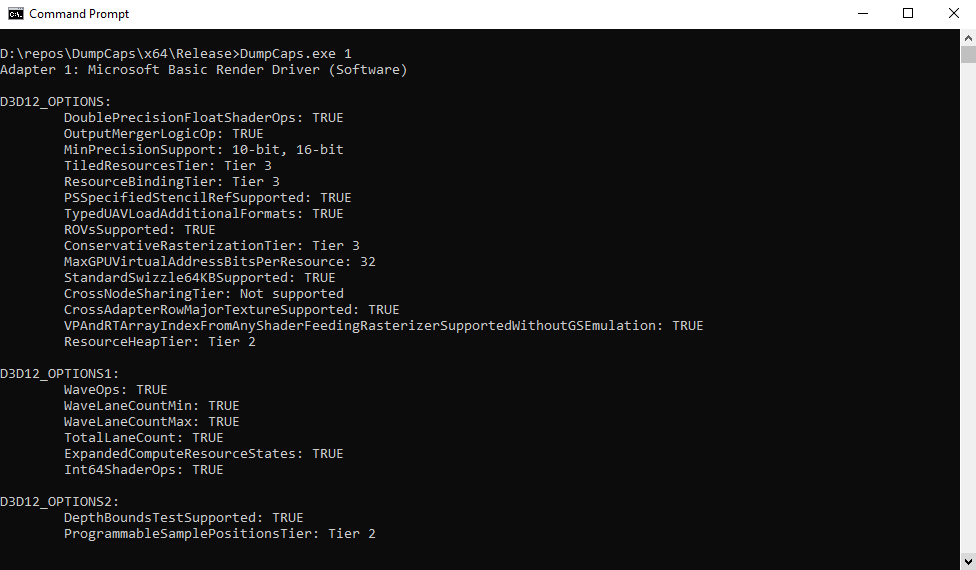 Command Prompt
D:\repos\DumpCaps\x64\Release>DumpCaps.exe 1
Adapter 1: Microsoft Basic Render Driver (Software)
D3D12_OPTIONS:
DoublePrecisionFloatShaderOps: TRUE
OutputMergerLogicOp: TRUE
MinPrecisionSupport: 10-bit, 16-bit
TiledResourcesTier: Tier 3
ResourceBindingTier: Tier 3
PSSpecifiedStencilRefSupported: TRUE
TypedUAVLoadAdditionalFormats: TRUE
ROVsSupported: TRUE
ConservativeRasterizationTier: Tier 3
MaxGPUVirtualAddressBitsPerResource: 32
StandardSwizzle64KBSupported: TRUE
CrossNodeSharingTier: Not supported
CrossAdapterRowMajorTextureSupported: TRUE
VPAndRTArrayIndexFromAnyShaderFeedingRasterizerSupportedWithoutGSEmulation: TRUE
ResourceHeapTier: Tier 2
D3D12_OPTIONS1:
WaveOps: TRUE
WaveLaneCountMin: TRUE
WaveLaneCountMax: TRUE
TotalLaneCount: TRUE
ExpandedComputeResourceStates: TRUE
Int64ShaderOps: TRUE
D3D12_OPTIONS2:
DepthBoundsTestSupported: TRUE
ProgrammableSamplePositionsTier: Tier 2